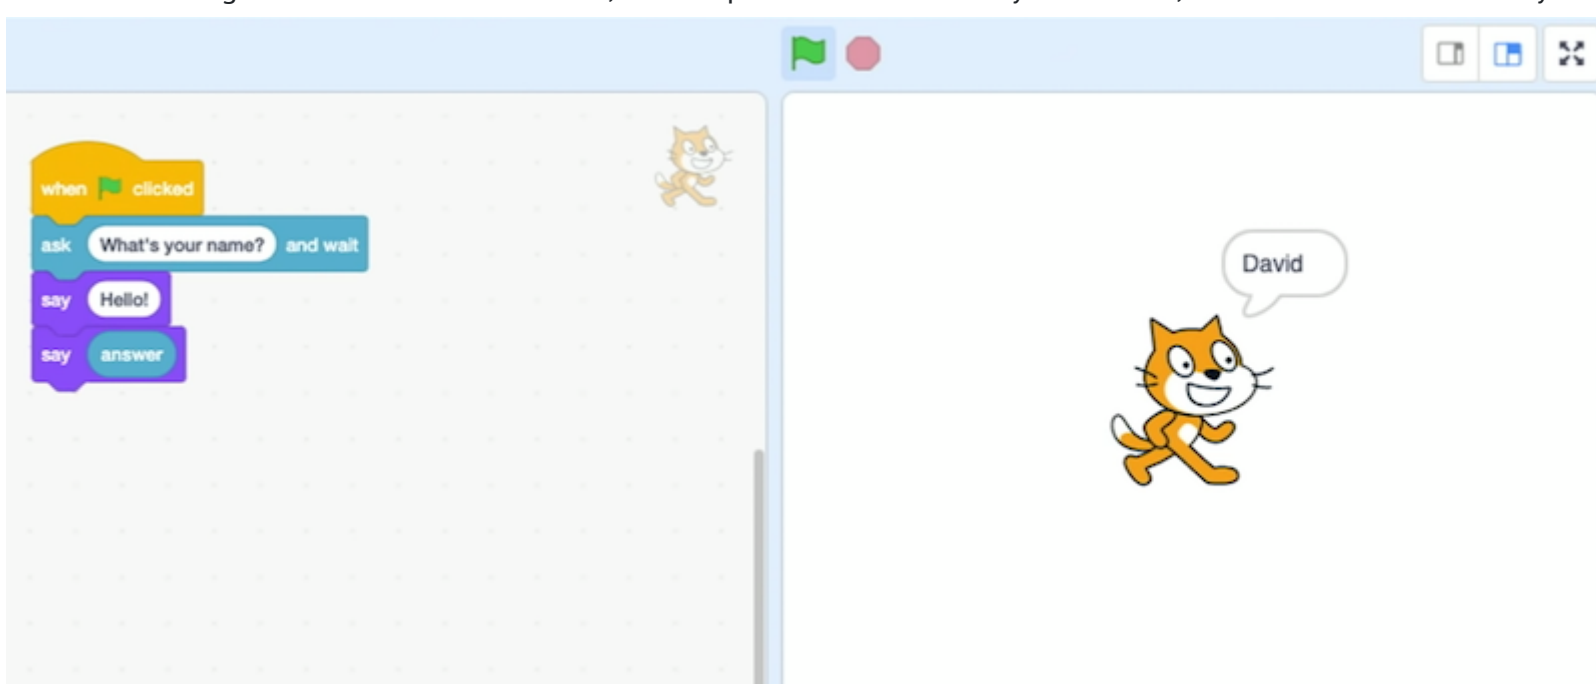 when clicked
ask What's your name? and wait
say Hello!
say answer
David